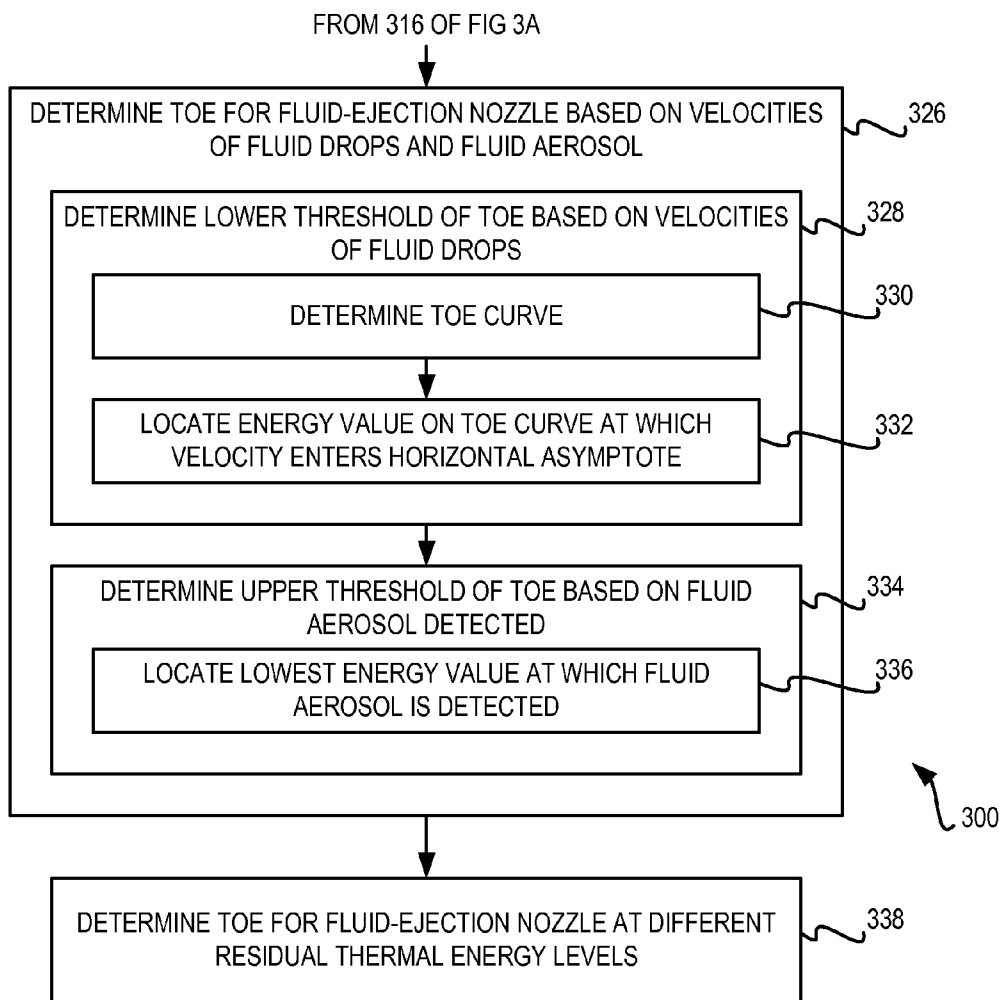 FROM 316 OF FIG 3A
DETERMINE TOE FOR FLUID-EJECTION NOZZLE BASED ON VELOCITIES
OF FLUID DROPS AND FLUID AEROSOL
326
DETERMINE LOWER THRESHOLD OF TOE BASED ON VELOCITIES
OF FLUID DROPS
328
DETERMINE TOE CURVE
330
LOCATE ENERGY VALUE ON TOE CURVE AT WHICH
VELOCITY ENTERS HORIZONTAL ASYMPTOTE
332
DETERMINE UPPER THRESHOLD OF TOE BASED ON FLUID
AEROSOL DETECTED
334
LOCATE LOWEST ENERGY VALUE AT WHICH FLUID
AEROSOL IS DETECTED
336
300
DETERMINE TOE FOR FLUID-EJECTION NOZZLE AT DIFFERENT
RESIDUAL THERMAL ENERGY LEVELS
338